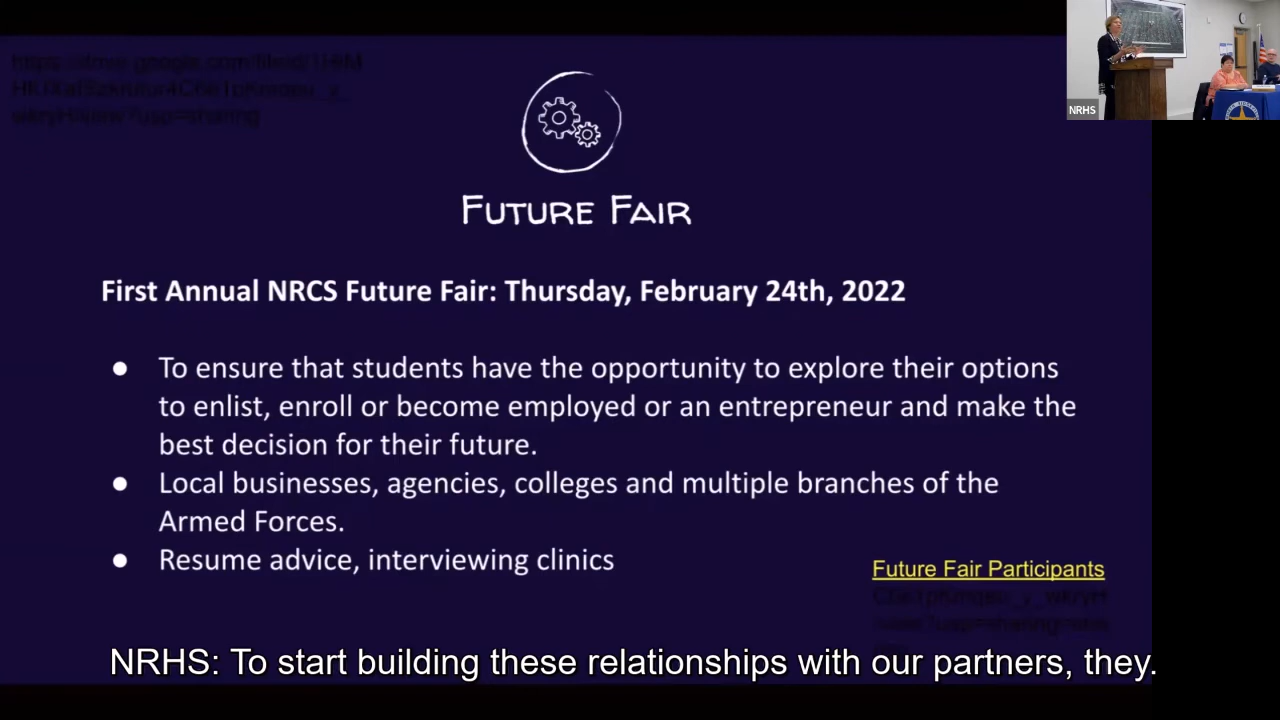 NRHS
Future Fair
First Annual NRCS Future Fair: Thursday, February 24th, 2022
● To ensure that students have the opportunity to explore their options
to enlist, enroll or become employed or an entrepreneur and make the
best decision for their future.
● Local businesses, agencies, colleges and multiple branches of the
Armed Forces.
● Resume advice, interviewing clinics
Future Fair Participants
NRHS: To start building these relationships with our partners, they.